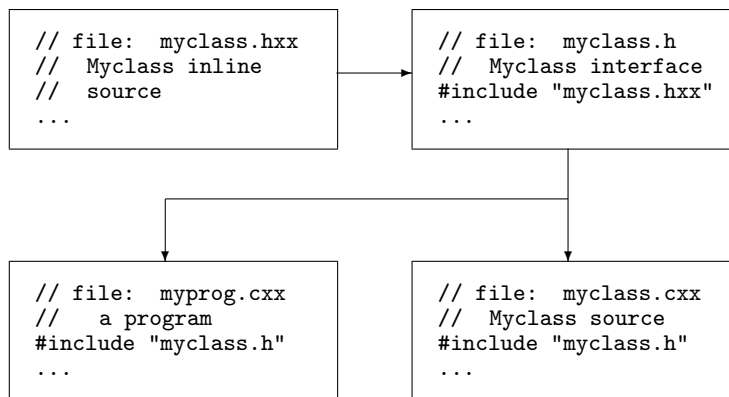 // file:  myclass.hxx
//  Myclass inline
//  source
...
// file:  myclass.h
//  Myclass interface
#include "myclass.hxx"
...
// file:  myprog.cxx
//   a program
#include "myclass.h"
...
// file:  myclass.cxx
//  Myclass source
#include "myclass.h"
...